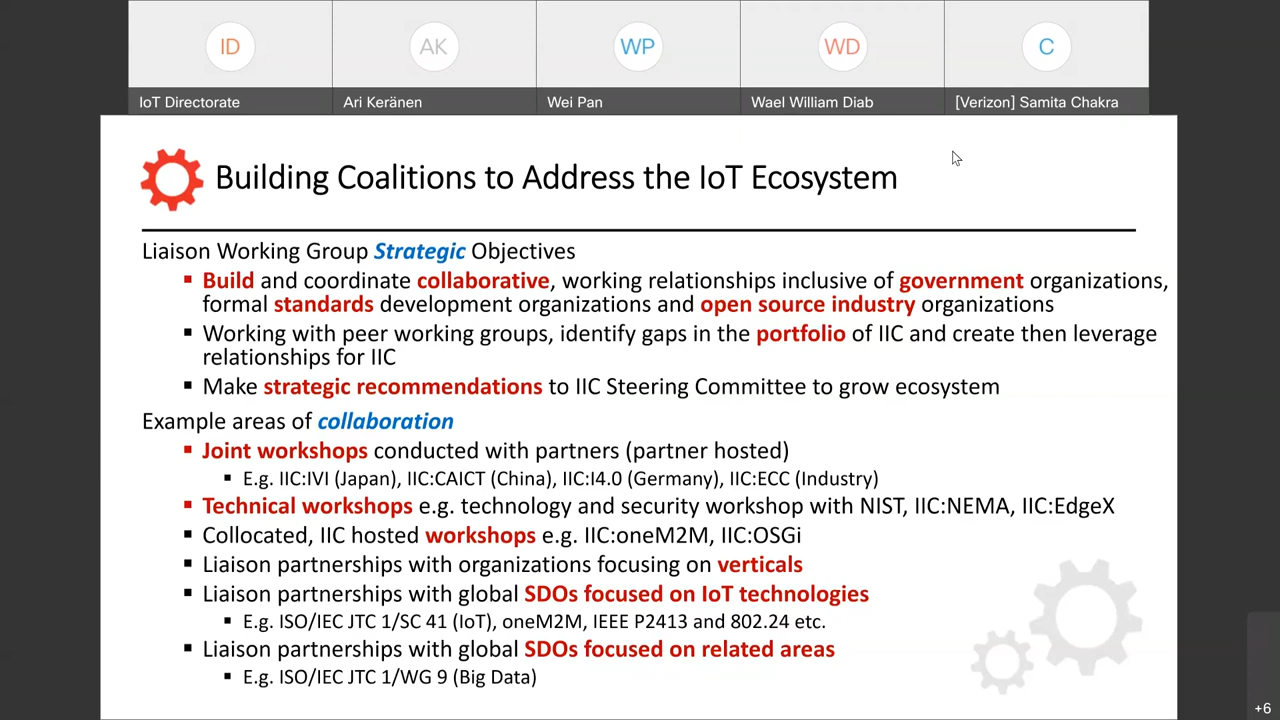 ID
AK
WP
WD
C
IoT Directorate
Ari Keränen
Wei Pan
Wael William Diab
[Verizon] Samita Chakra
Building Coalitions to Address the IoT Ecosystem
Liaison Working Group Strategic Objectives
▪ Build and coordinate collaborative, working relationships inclusive of government organizations,
formal standards development organizations and open source industry organizations
▪ Working with peer working groups, identify gaps in the portfolio of IIC and create then leverage
relationships for IIC
▪ Make strategic recommendations to IIC Steering Committee to grow ecosystem
Example areas of collaboration
▪ Joint workshops conducted with partners (partner hosted)
▪ E.g. IIC:IVI (Japan), IIC:CAICT (China), IIC:I4.0 (Germany), IIC:ECC (Industry)
▪ Technical workshops e.g. technology and security workshop with NIST, IIC:NEMA, IIC:EdgeX
▪ Collocated, IIC hosted workshops e.g. IIC:oneM2M, IIC:OSGi
▪ Liaison partnerships with organizations focusing on verticals
▪ Liaison partnerships with global SDOs focused on IoT technologies
▪ E.g. ISO/IEC JTC 1/SC 41 (IoT), oneM2M, IEEE P2413 and 802.24 etc.
▪ Liaison partnerships with global SDOs focused on related areas
▪ E.g. ISO/IEC JTC 1/WG 9 (Big Data)
+6